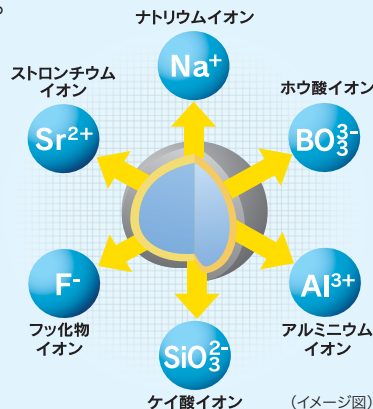 。
ナトリウムイオン
Na⁺
ストロンチウム
イオン
Sr²⁺
ホウ酸イオン
BO₃³⁻
F⁻
フッ化物
イオン
Al³⁺
アルミニウム
イオン
SiO₃²⁻
ケイ酸イオン
(イメージ図)